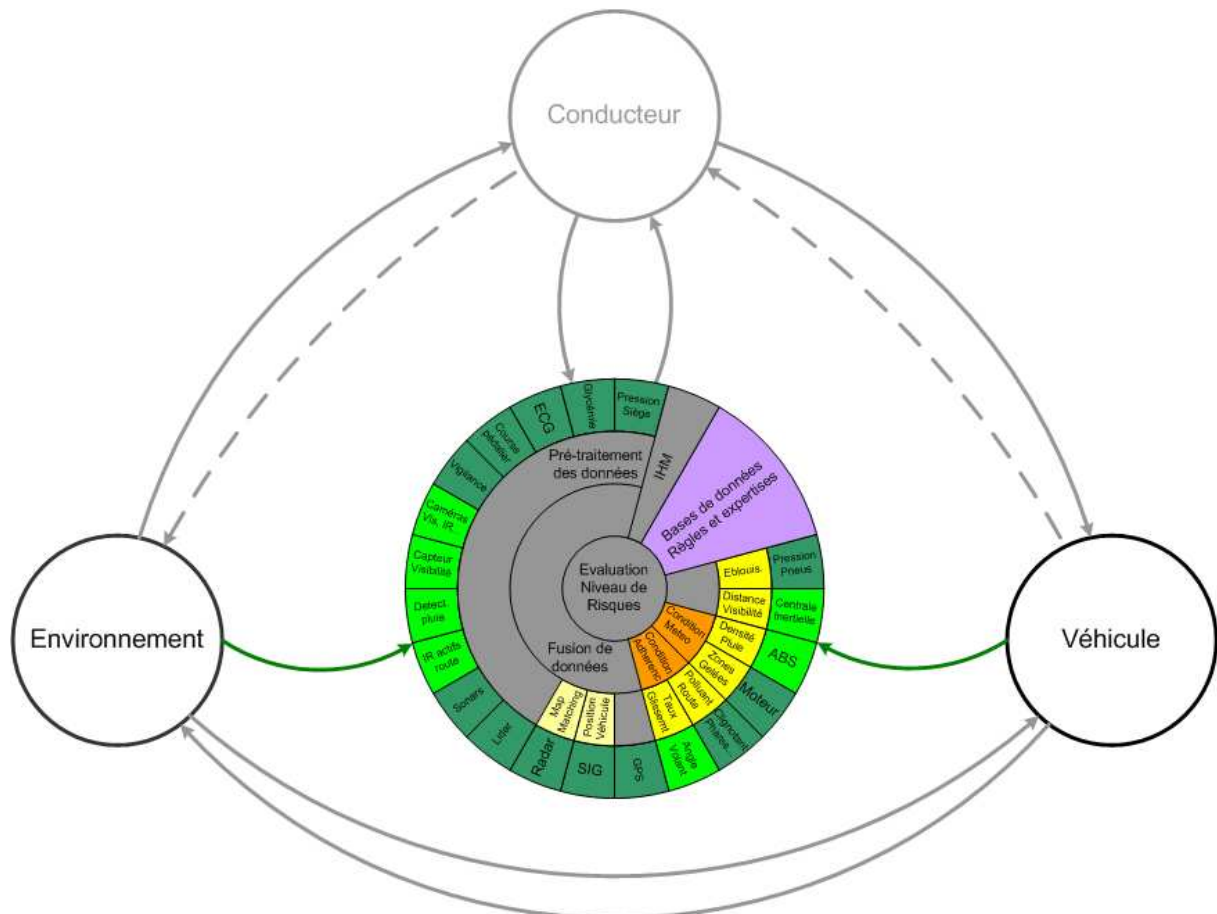 Conducteur
Environnement
Véhicule
Pression
Siège
Glycémie
ECG
Course
pédalier
Vigilance
Caméras
Vis, IR.
Capteur
Visibilité
Detect.
pluie
IR actifs
route
Sonars
Lidar
Radar
SIG
GPS
Angle
Volant
Clignotant
Phares...
Moteur
ABS
Centrale
Inertielle
Pression
Pneus
IHM
Bases de données
Règles et expertises
Pré-traitement
des données
Evaluation
Niveau de
Risques
Fusion de
données
Condition
Meteo
Condition
Adherenc
Eblouis.
Distance
Visibilité
Densité
Pluie
Zones
Gelées
Polluant
Route
Taux
Glissemt
Position
Véhicule
Map
Matching